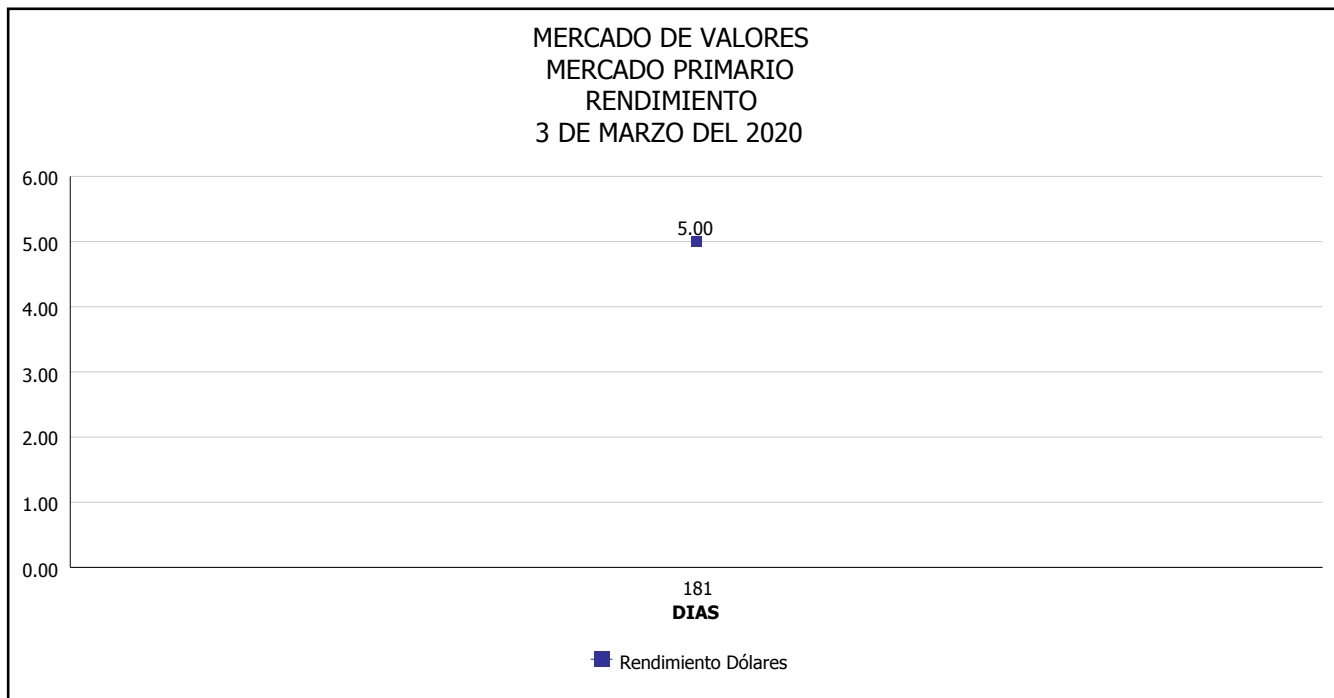 MERCADO DE VALORES
MERCADO PRIMARIO
RENDIMIENTO
3 DE MARZO DEL 2020
6.00
5.00
5.00
4.00
3.00
2.00
1.00
0.00
181
DIAS
Rendimiento Dólares